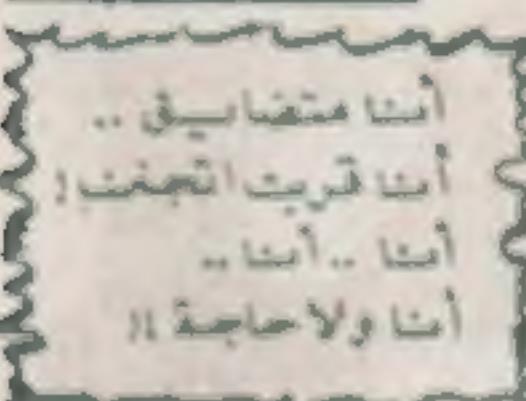 أنا متضايق ..
أنا قربت اتجنن!
أنا .. أنا ..
أنا ولا حاجة !!